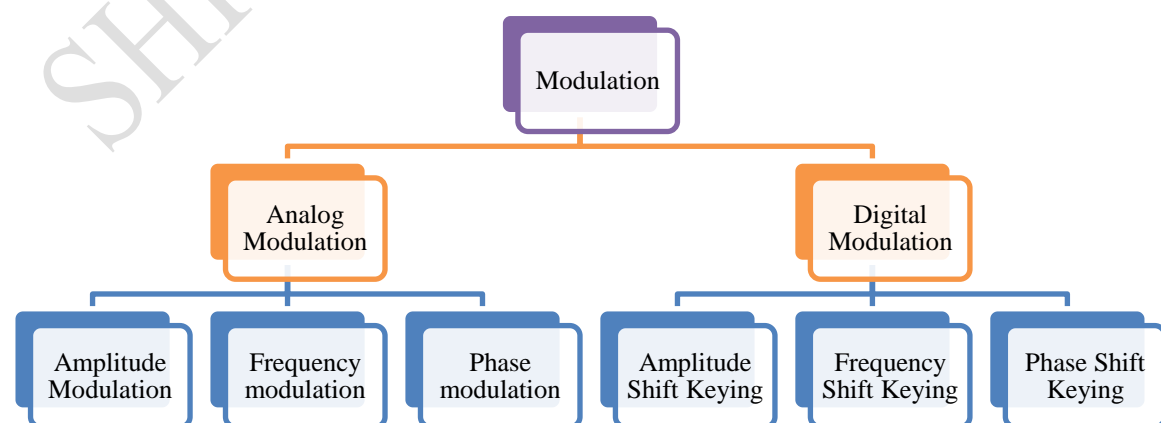 SH
Modulation
Analog
Modulation
Digital
Modulation
Amplitude
Modulation
Frequency
modulation
Phase
modulation
Amplitude
Shift Keying
Frequency
Shift Keying
Phase Shift
Keying